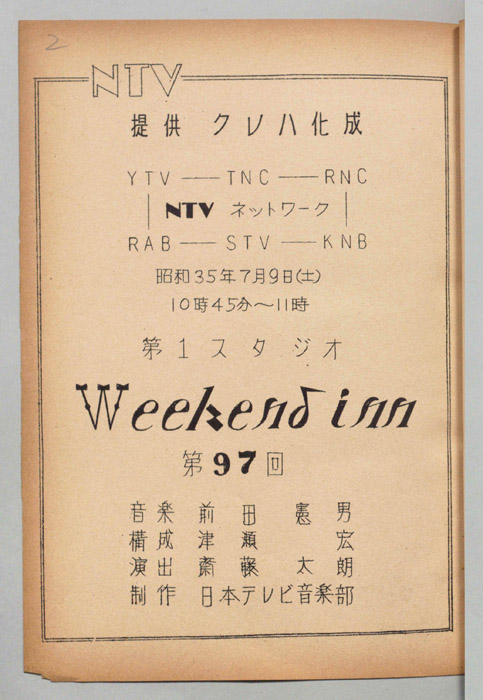 2
NTV
提供 クレハ化成
YTV — TNC — RNC
| NTV ネットワーク |
RAB — STV — KNB
昭和35年7月9日(土)
10時45分~11時
第1スタジオ
Weekend inn
第97回
音楽 前田憲男
構成 津瀬宏
演出 斎藤太朗
制作 日本テレビ音楽部